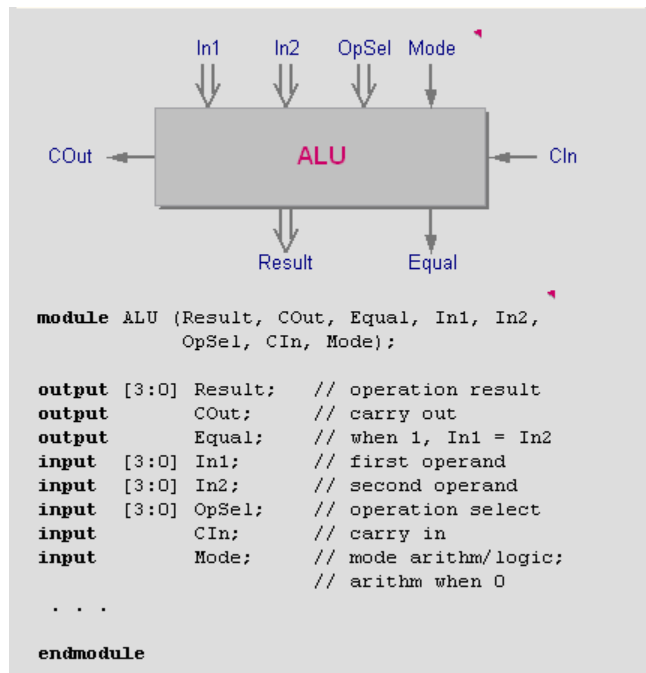 In1 In2 OpSel Mode
COut ALU CIn
Result Equal
module ALU (Result, COut, Equal, In1, In2,
OpSel, CIn, Mode);
output [3:0] Result; // operation result
output COut; // carry out
output Equal; // when 1, In1 = In2
input [3:0] In1; // first operand
input [3:0] In2; // second operand
input [3:0] OpSel; // operation select
input CIn; // carry in
input Mode; // mode arithm/logic;
// arithm when 0
. . .
endmodule